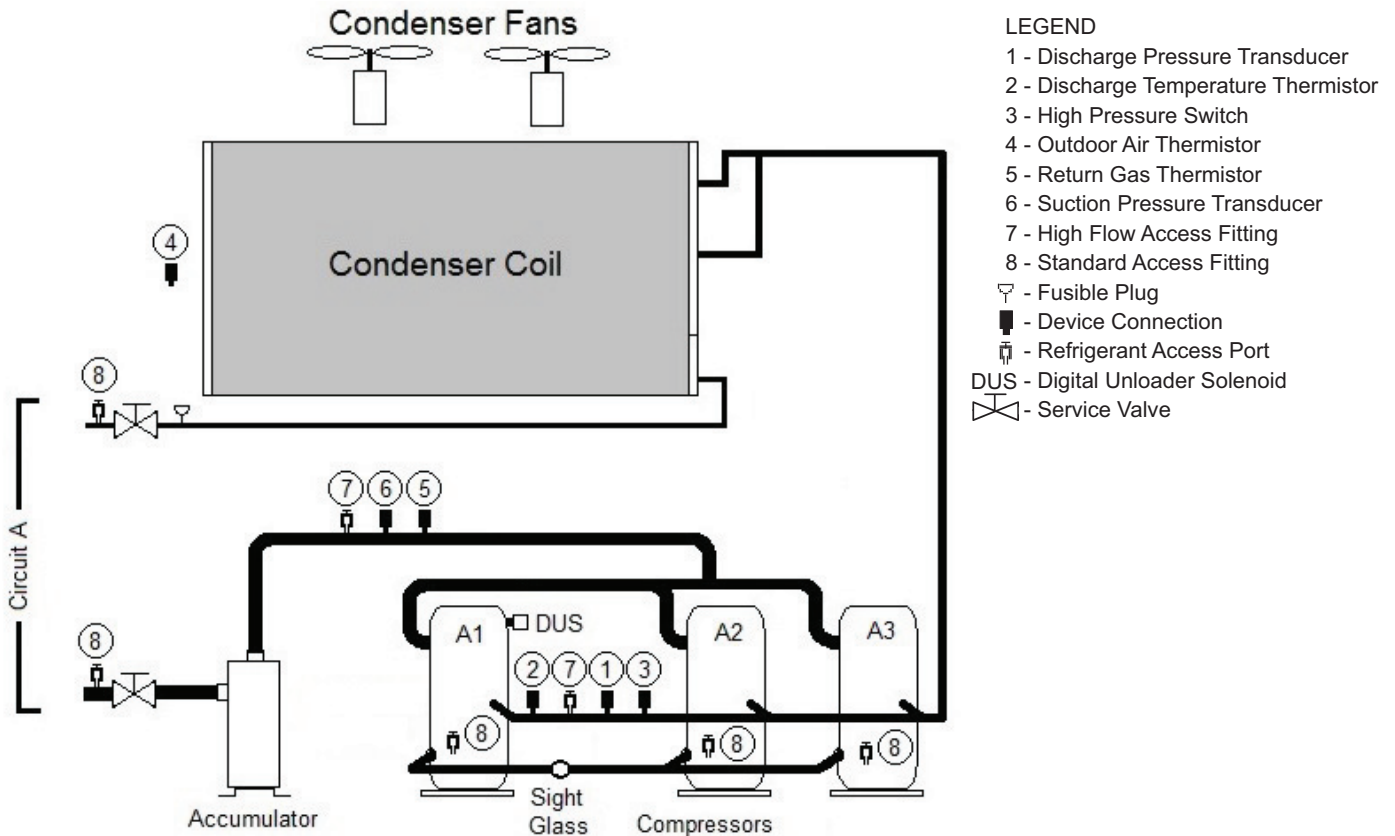 Condenser Fans
LEGEND
1 - Discharge Pressure Transducer
2 - Discharge Temperature Thermistor
3 - High Pressure Switch
4 - Outdoor Air Thermistor
5 - Return Gas Thermistor
6 - Suction Pressure Transducer
7 - High Flow Access Fitting
8 - Standard Access Fitting
- Fusible Plug
- Device Connection
- Refrigerant Access Port
DUS - Digital Unloader Solenoid
- Service Valve
4
Condenser Coil
8
Circuit A
7 6 5
8
A1
DUS
A2
A3
2 7 1 3
8
8
8
Accumulator
Sight
Glass
Compressors